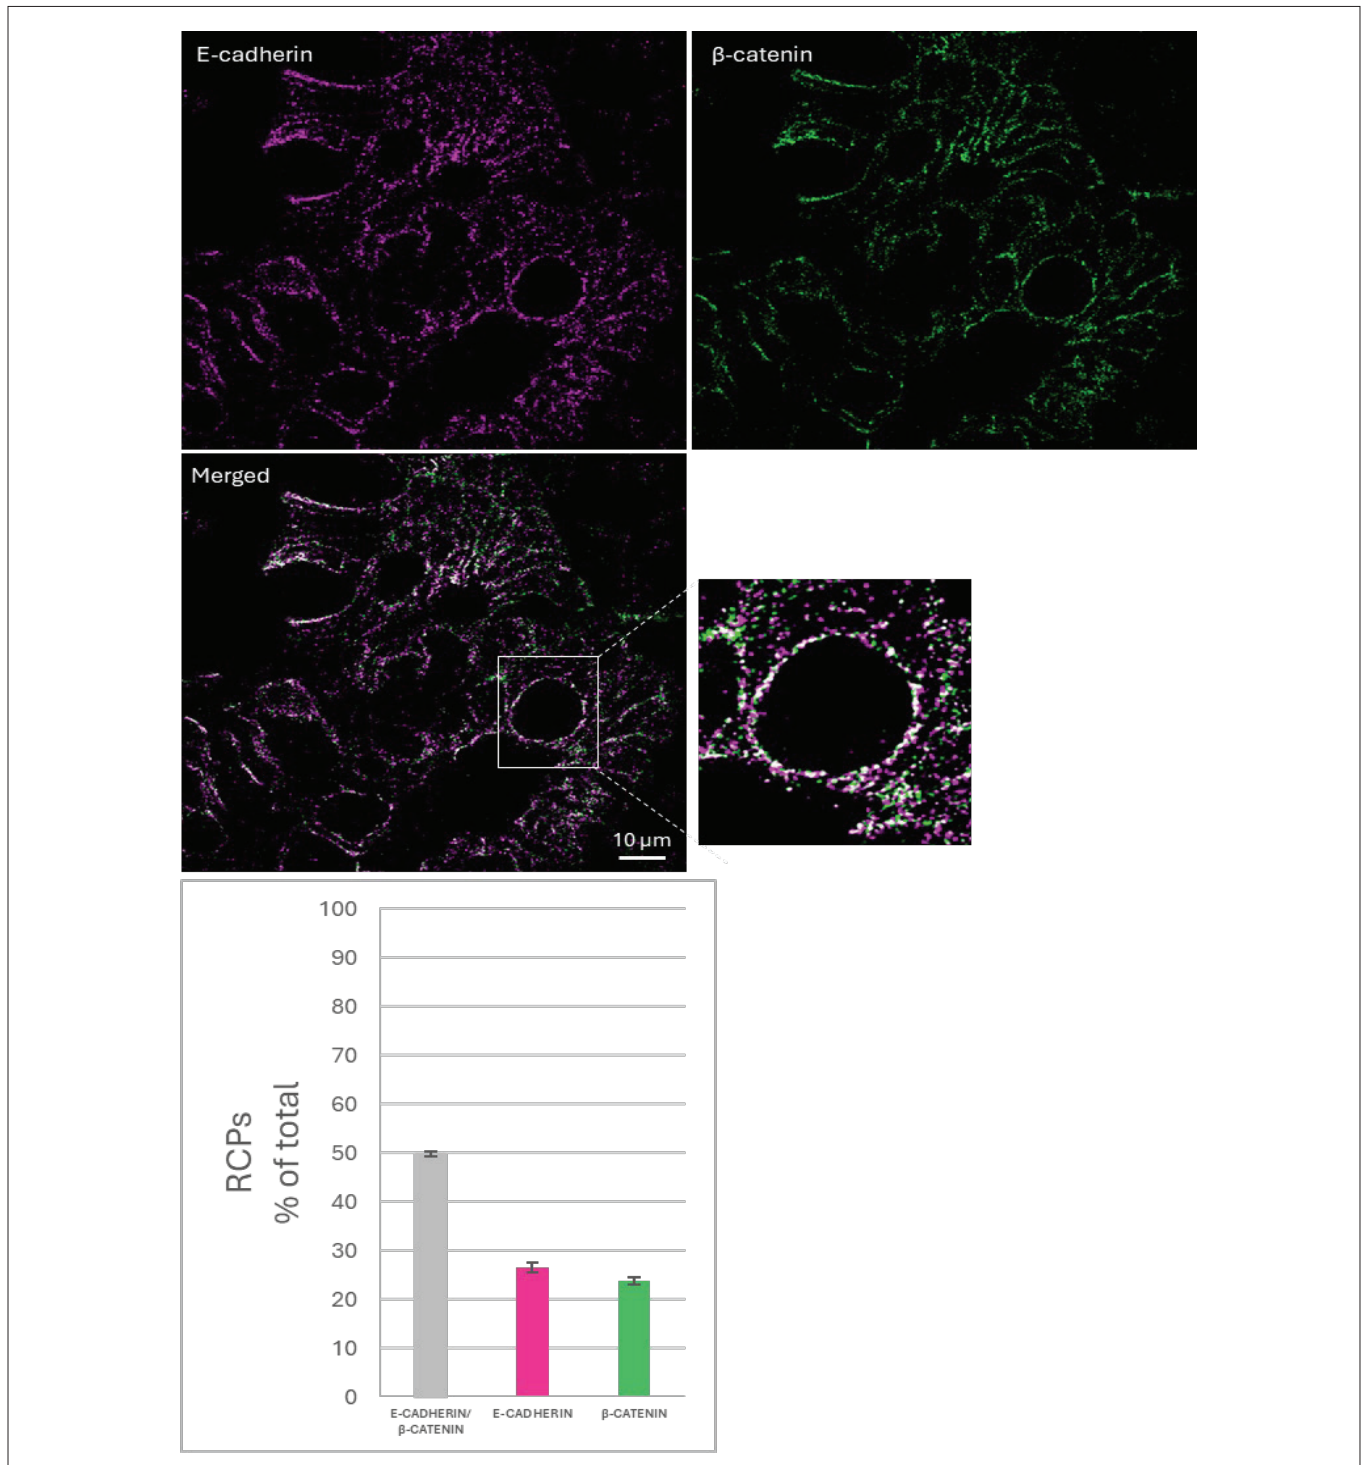 E-cadherin
β-catenin
Merged
10 µm
100
90
80
70
60
50
40
30
20
10
0
RCPs
% of total
E-CADHERIN/
β-CATENIN
E-CADHERIN
β-CATENIN